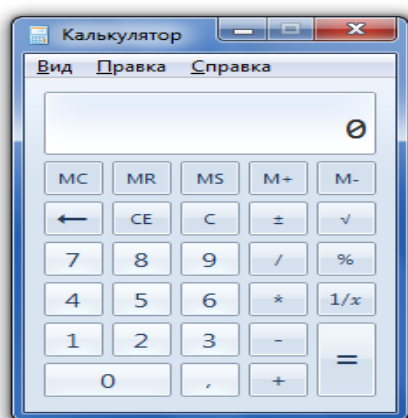 Калькулятор
Вид Правка Справка
0
MC MR MS M+ M-
← CE C ± √
7 8 9 / %
4 5 6 * 1/x
1 2 3 - =
0 , +